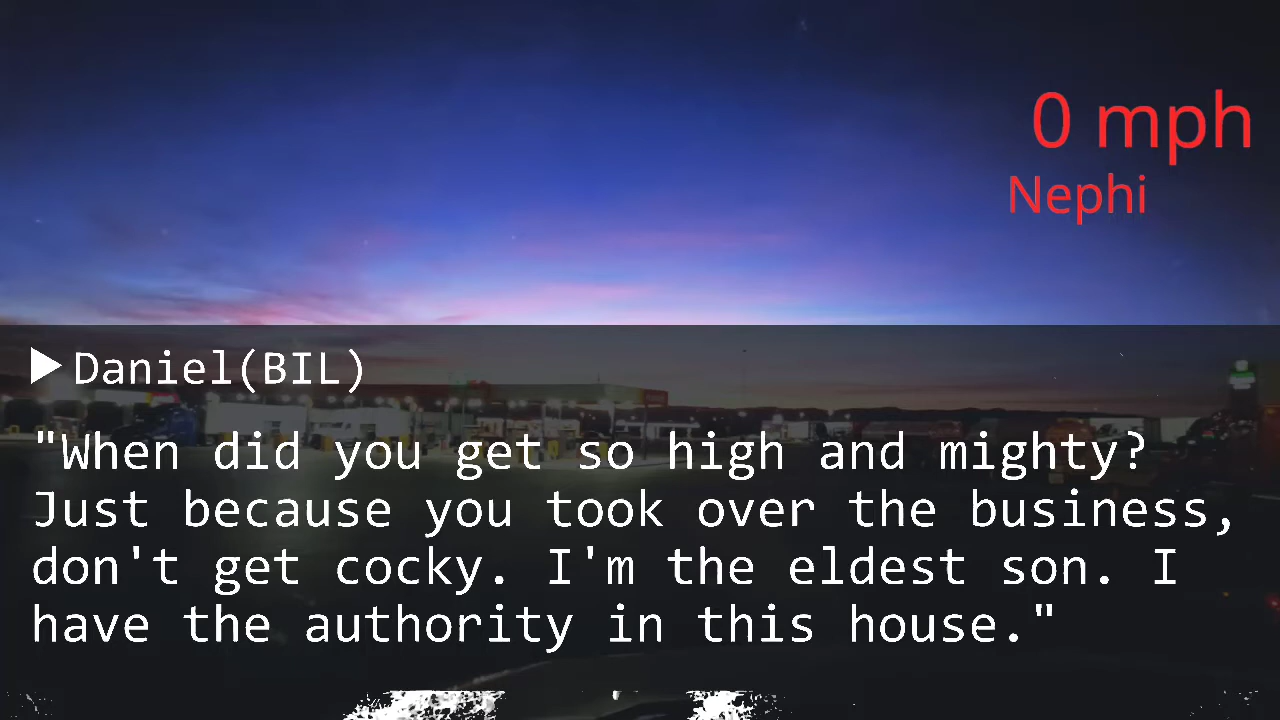 0 mph
Nephi
Daniel(BIL)
"When did you get so high and mighty?
Just because you took over the business,
don't get cocky. I'm the eldest son. I
have the authority in this house."